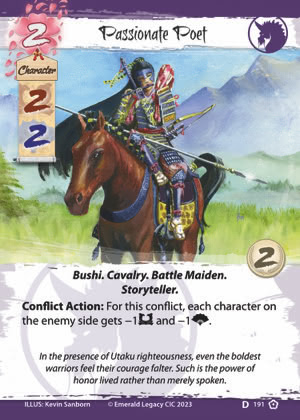 2
Passionate Poet
Character
2
2
2
Bushi. Cavalry. Battle Maiden.
Storyteller.
Conflict Action: For this conflict, each character on
the enemy side gets −1 and −1.
In the presence of Utaku righteousness, even the boldest
warriors feel their courage falter. Such is the power of
honor lived rather than merely spoken.
ILLUS: Kevin Sanborn
© Emerald Legacy CIC 2023
D 191